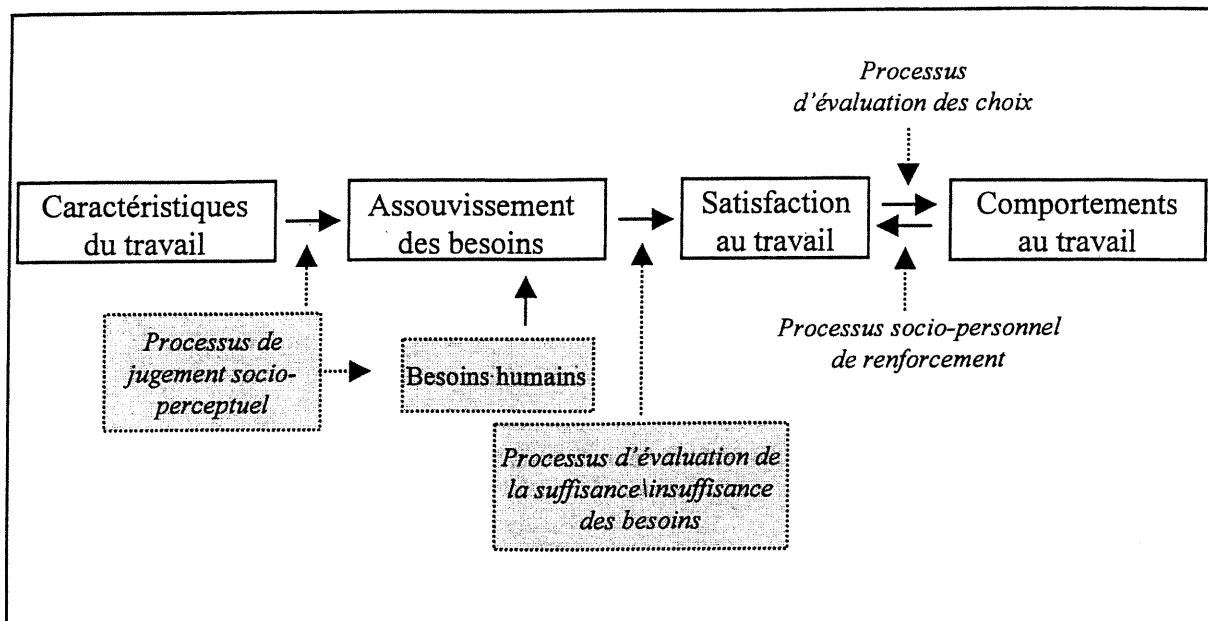 Processus
d'évaluation des choix
Caractéristiques
du travail
Assouvissement
des besoins
Satisfaction
au travail
Comportements
au travail
Processus de
jugement socio-
perceptuel
Besoins humains
Processus socio-personnel
de renforcement
Processus d'évaluation de
la suffisance\insuffisance
des besoins